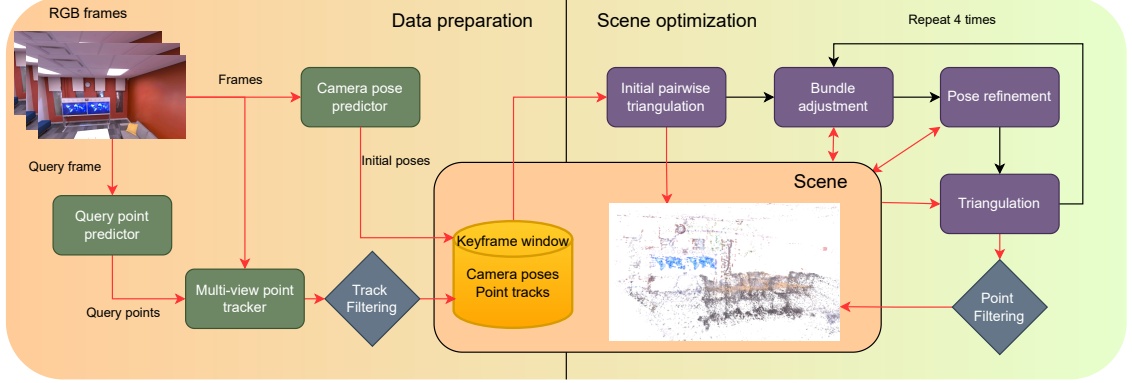 RGB frames
Data preparation
Scene optimization
Repeat 4 times
Frames
Camera pose
predictor
Initial pairwise
triangulation
Bundle
adjustment
Pose refinement
Query frame
Initial poses
Scene
Query point
predictor
Triangulation
Keyframe window
Camera poses
Point tracks
Multi-view point
tracker
Track
Filtering
Point
Filtering
Query points